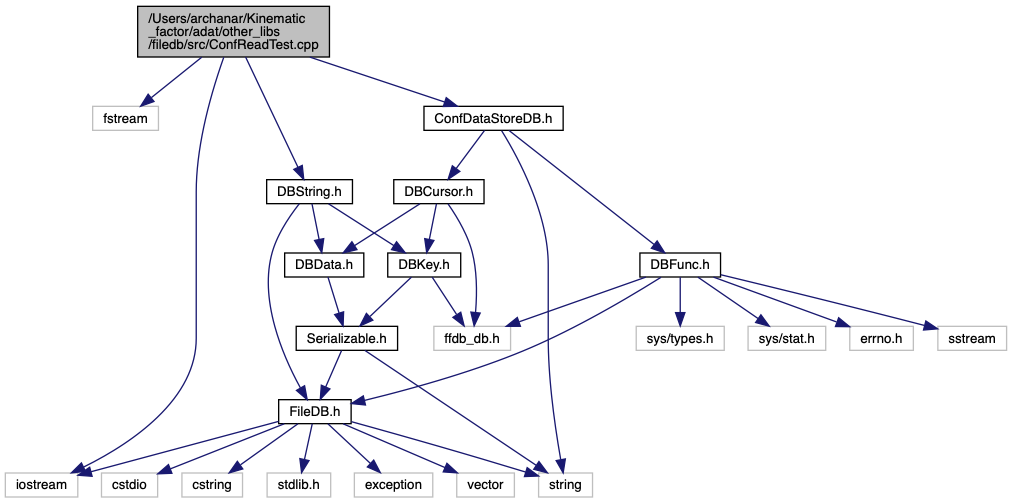 /Users/archanar/Kinematic
_factor/adat/other_libs
/filedb/src/ConfReadTest.cpp
fstream
ConfDataStoreDB.h
DBString.h
DBCursor.h
DBData.h
DBKey.h
DBFunc.h
Serializable.h
ffdb_db.h
sys/types.h
sys/stat.h
errno.h
sstream
FileDB.h
iostream
cstdio
cstring
stdlib.h
exception
vector
string